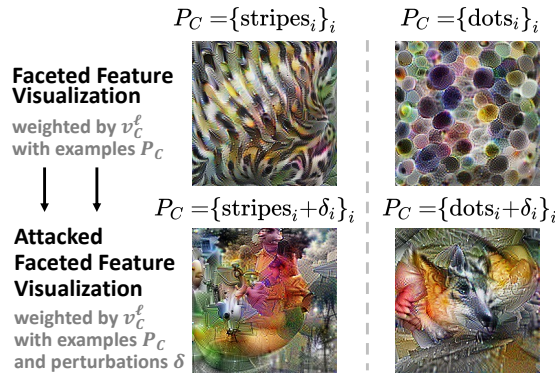 P_C = {stripes_i}_i
P_C = {dots_i}_i
Faceted Feature
Visualization
weighted by v_C^ℓ
with examples P_C
P_C = {stripes_i+δ_i}_i
P_C = {dots_i+δ_i}_i
Attacked
Faceted Feature
Visualization
weighted by v_C^ℓ
with examples P_C
and perturbations δ